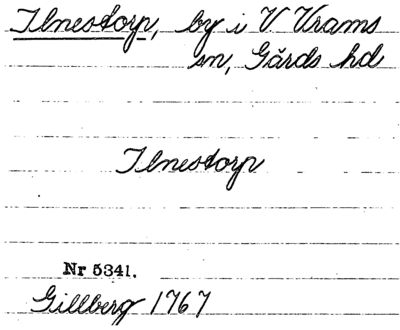 Ilnestorp, by i V Vrams
sn, Gärds hd
Ilnestorp
Nr 5341.
Gillberg 1767